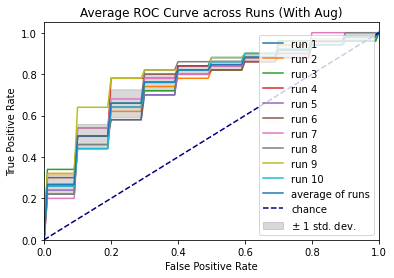 Average ROC Curve across Runs (With Aug)
True Positive Rate
1.0
0.8
0.6
0.4
0.2
0.0
0.0 0.2 0.4 0.6 0.8 1.0
False Positive Rate
run 1
run 2
run 3
run 4
run 5
run 6
run 7
run 8
run 9
run 10
average of runs
chance
± 1 std. dev.